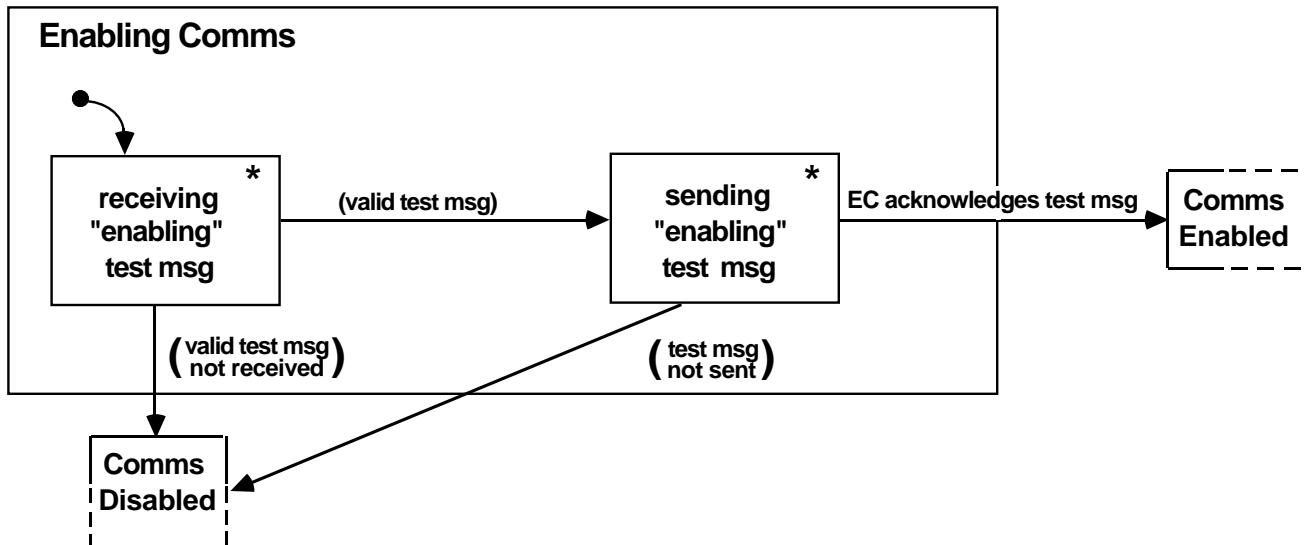 Enabling Comms
*
receiving
"enabling"
test msg
(valid test msg)
*
sending
"enabling"
test msg
EC acknowledges test msg
Comms
Enabled
(valid test msg
not received)
(test msg
not sent)
Comms
Disabled